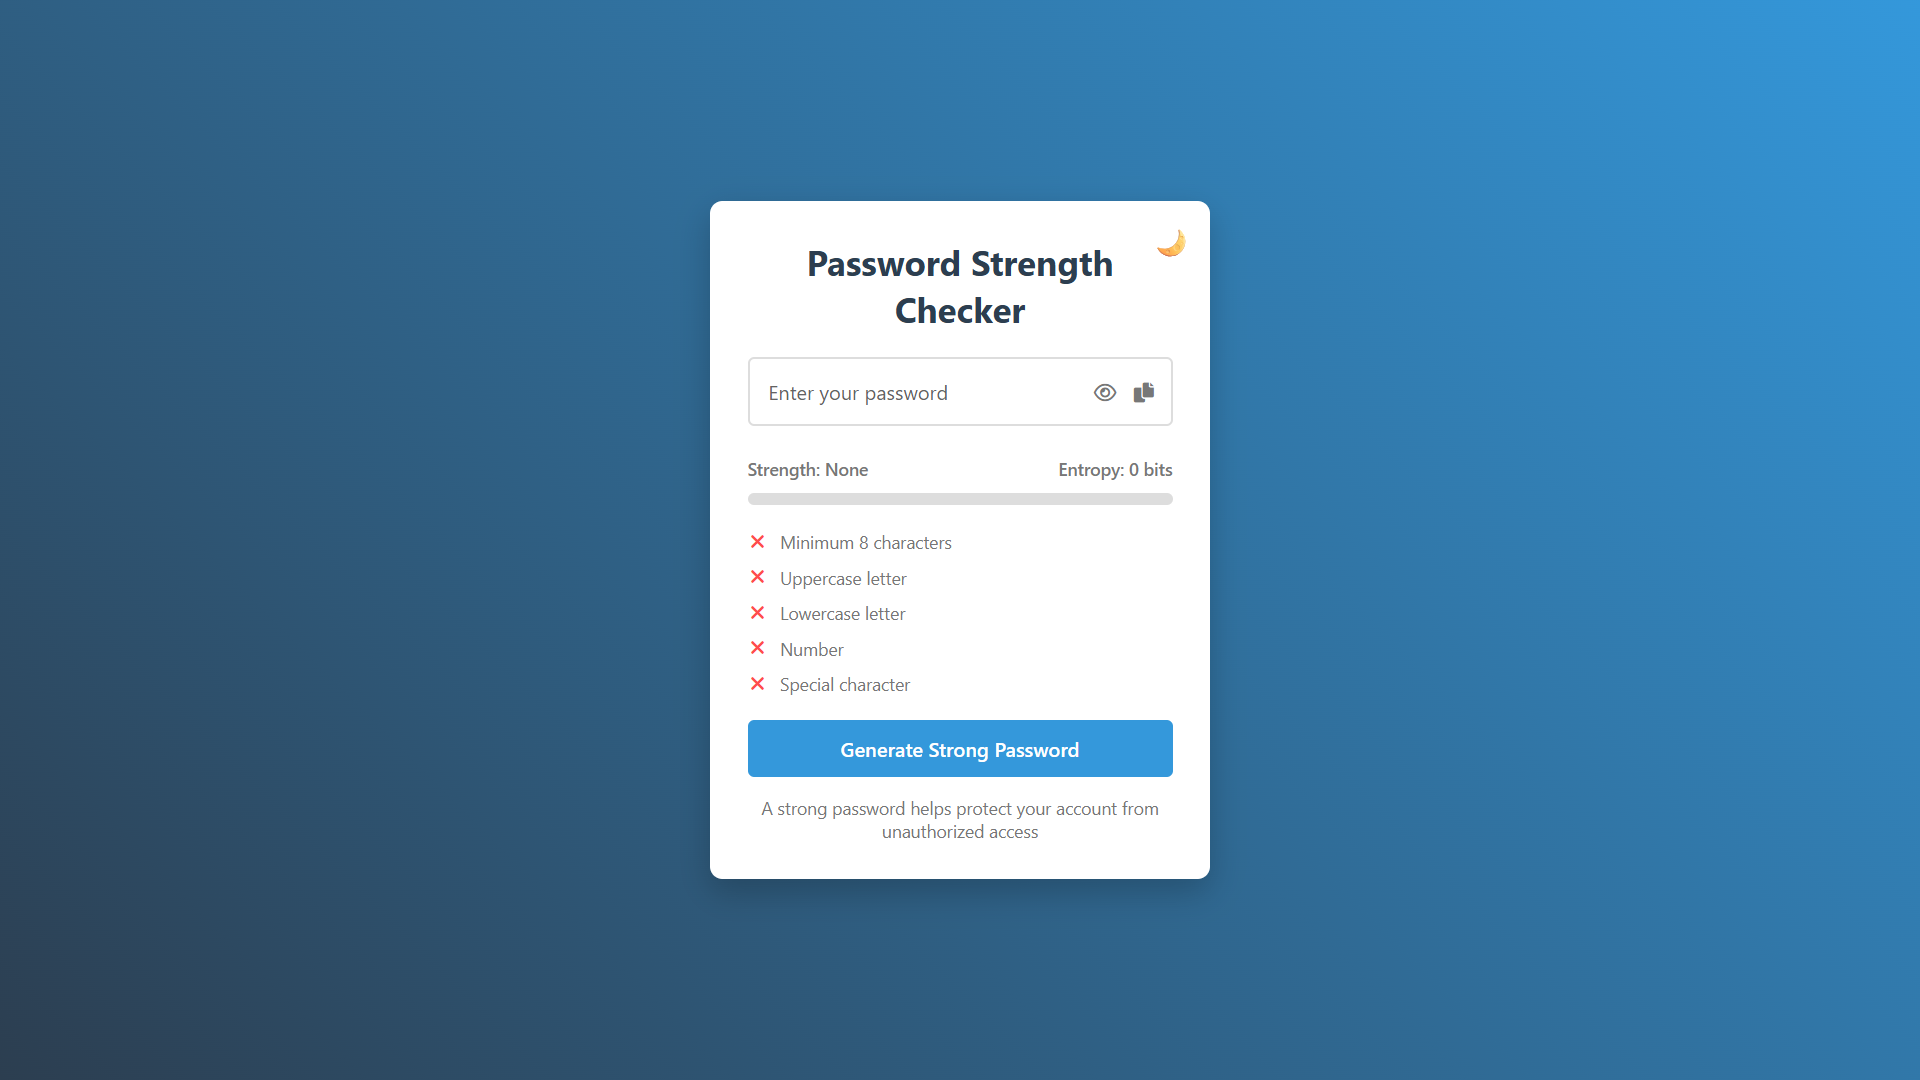 Password Strength
Checker
Enter your password
Strength: None
Entropy: 0 bits
Minimum 8 characters
Uppercase letter
Lowercase letter
Number
Special character
Generate Strong Password
A strong password helps protect your account from
unauthorized access